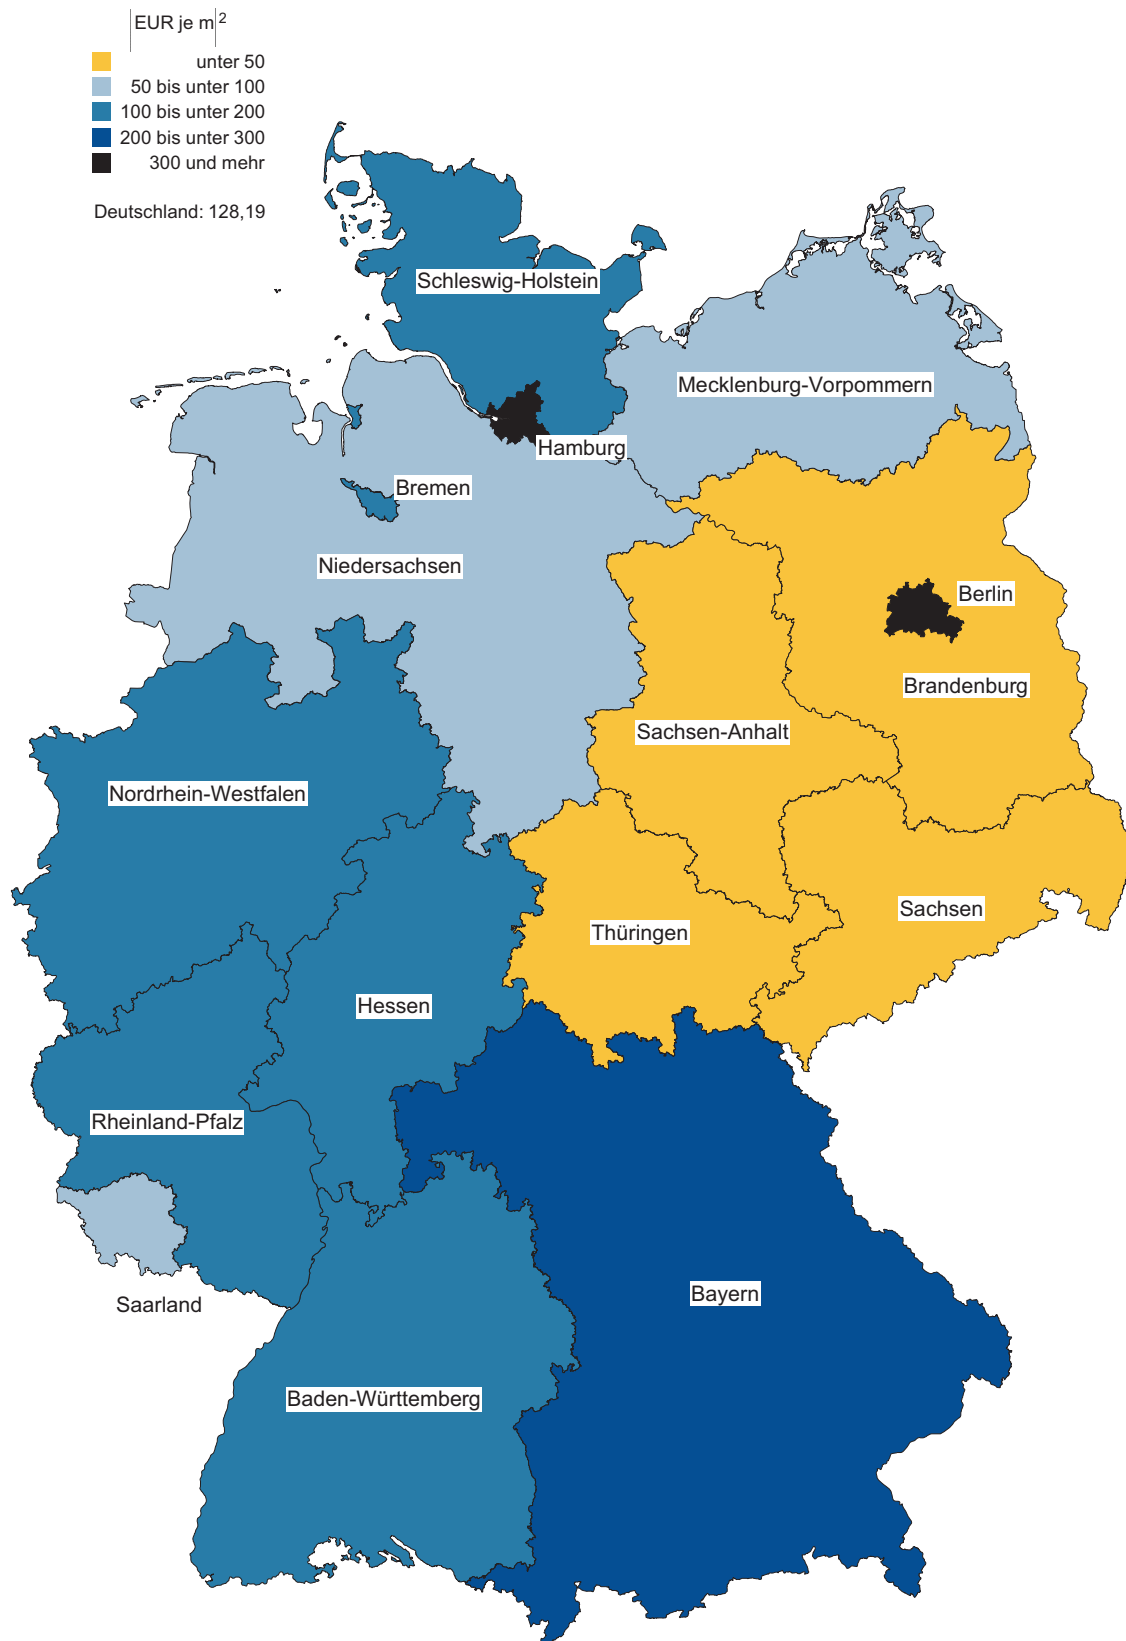 EUR je m²
unter 50
50 bis unter 100
100 bis unter 200
200 bis unter 300
300 und mehr
Deutschland: 128,19
Schleswig-Holstein
Mecklenburg-Vorpommern
Hamburg
Bremen
Niedersachsen
Berlin
Brandenburg
Sachsen-Anhalt
Nordrhein-Westfalen
Sachsen
Thüringen
Hessen
Rheinland-Pfalz
Bayern
Saarland
Baden-Württemberg